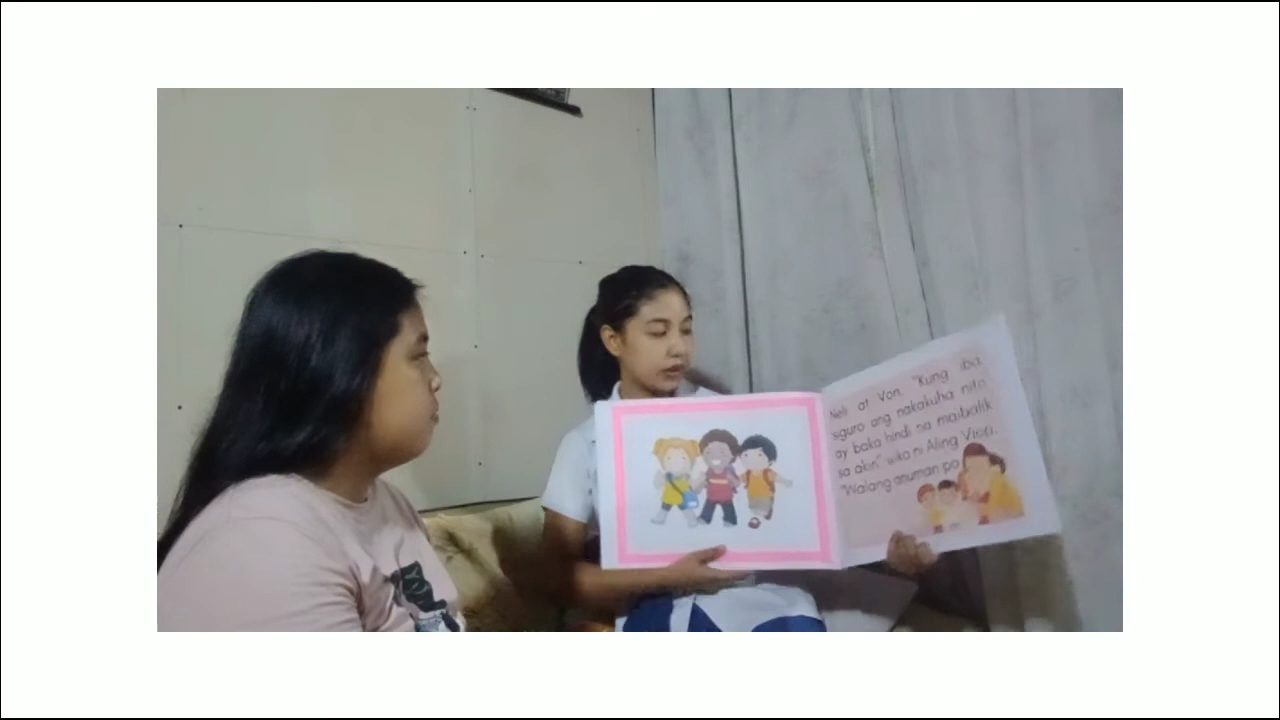 Neli at Von. "Kung iba
siguro ang nakakuha nito
ay baka hindi na maibalik
sa akin" wika ni Aling Viola.
"Walang anuman po